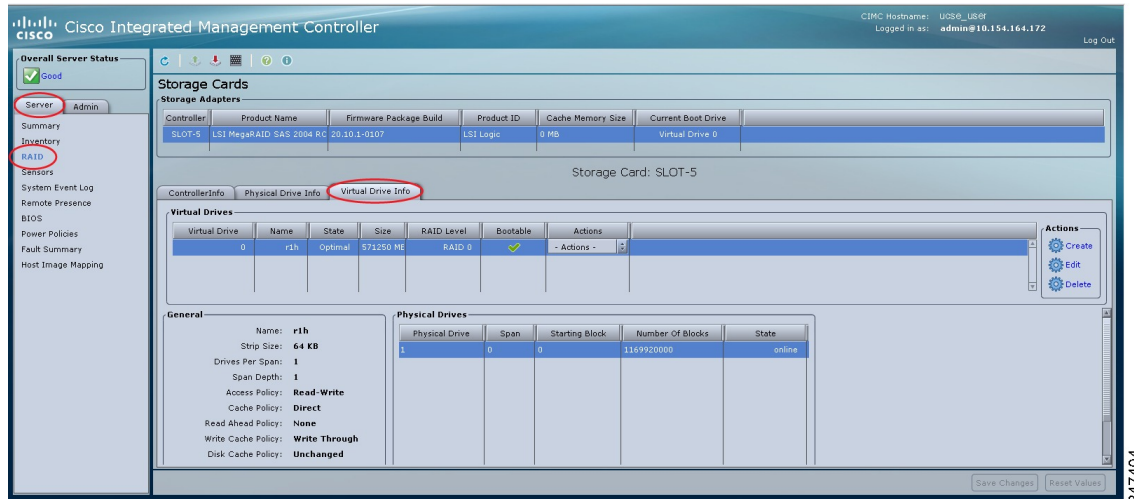 CISCO Cisco Integrated Management Controller
CIMC Hostname: ucse_user
Logged in as: admin@10.154.164.172
Log Out
Overall Server Status
Good
Server Admin
Summary
Inventory
RAID
Sensors
System Event Log
Remote Presence
BIOS
Power Policies
Fault Summary
Host Image Mapping
Storage Cards
Storage Adapters
Controller Product Name Firmware Package Build Product ID Cache Memory Size Current Boot Drive
SLOT-5 LSI MegaRAID SAS 2004 RC 20.10.1-0107 LSI Logic 0 MB Virtual Drive 0
Storage Card: SLOT-5
ControllerInfo Physical Drive Info Virtual Drive Info
Virtual Drives
Virtual Drive Name State Size RAID Level Bootable Actions
0 r1h Optimal 571250 ME RAID 0 - Actions -
Actions
Create
Edit
Delete
General
Name: r1h
Strip Size: 64 KB
Drives Per Span: 1
Span Depth: 1
Access Policy: Read-Write
Cache Policy: Direct
Read Ahead Policy: None
Write Cache Policy: Write Through
Disk Cache Policy: Unchanged
Physical Drives
Physical Drive Span Starting Block Number Of Blocks State
1 0 0 1169920000 online
Save Changes Reset Values